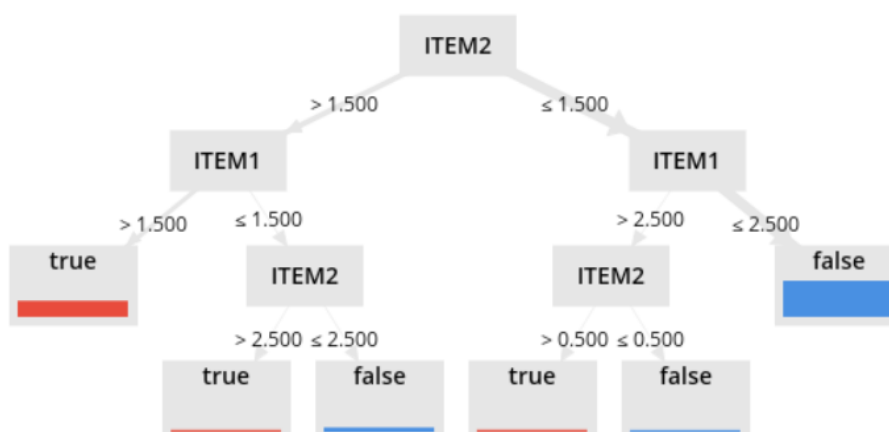 ITEM2
> 1.500
≤ 1.500
ITEM1
ITEM1
> 1.500
≤ 1.500
> 2.500
≤ 2.500
true
ITEM2
ITEM2
false
> 2.500
≤ 2.500
> 0.500
≤ 0.500
true
false
true
false